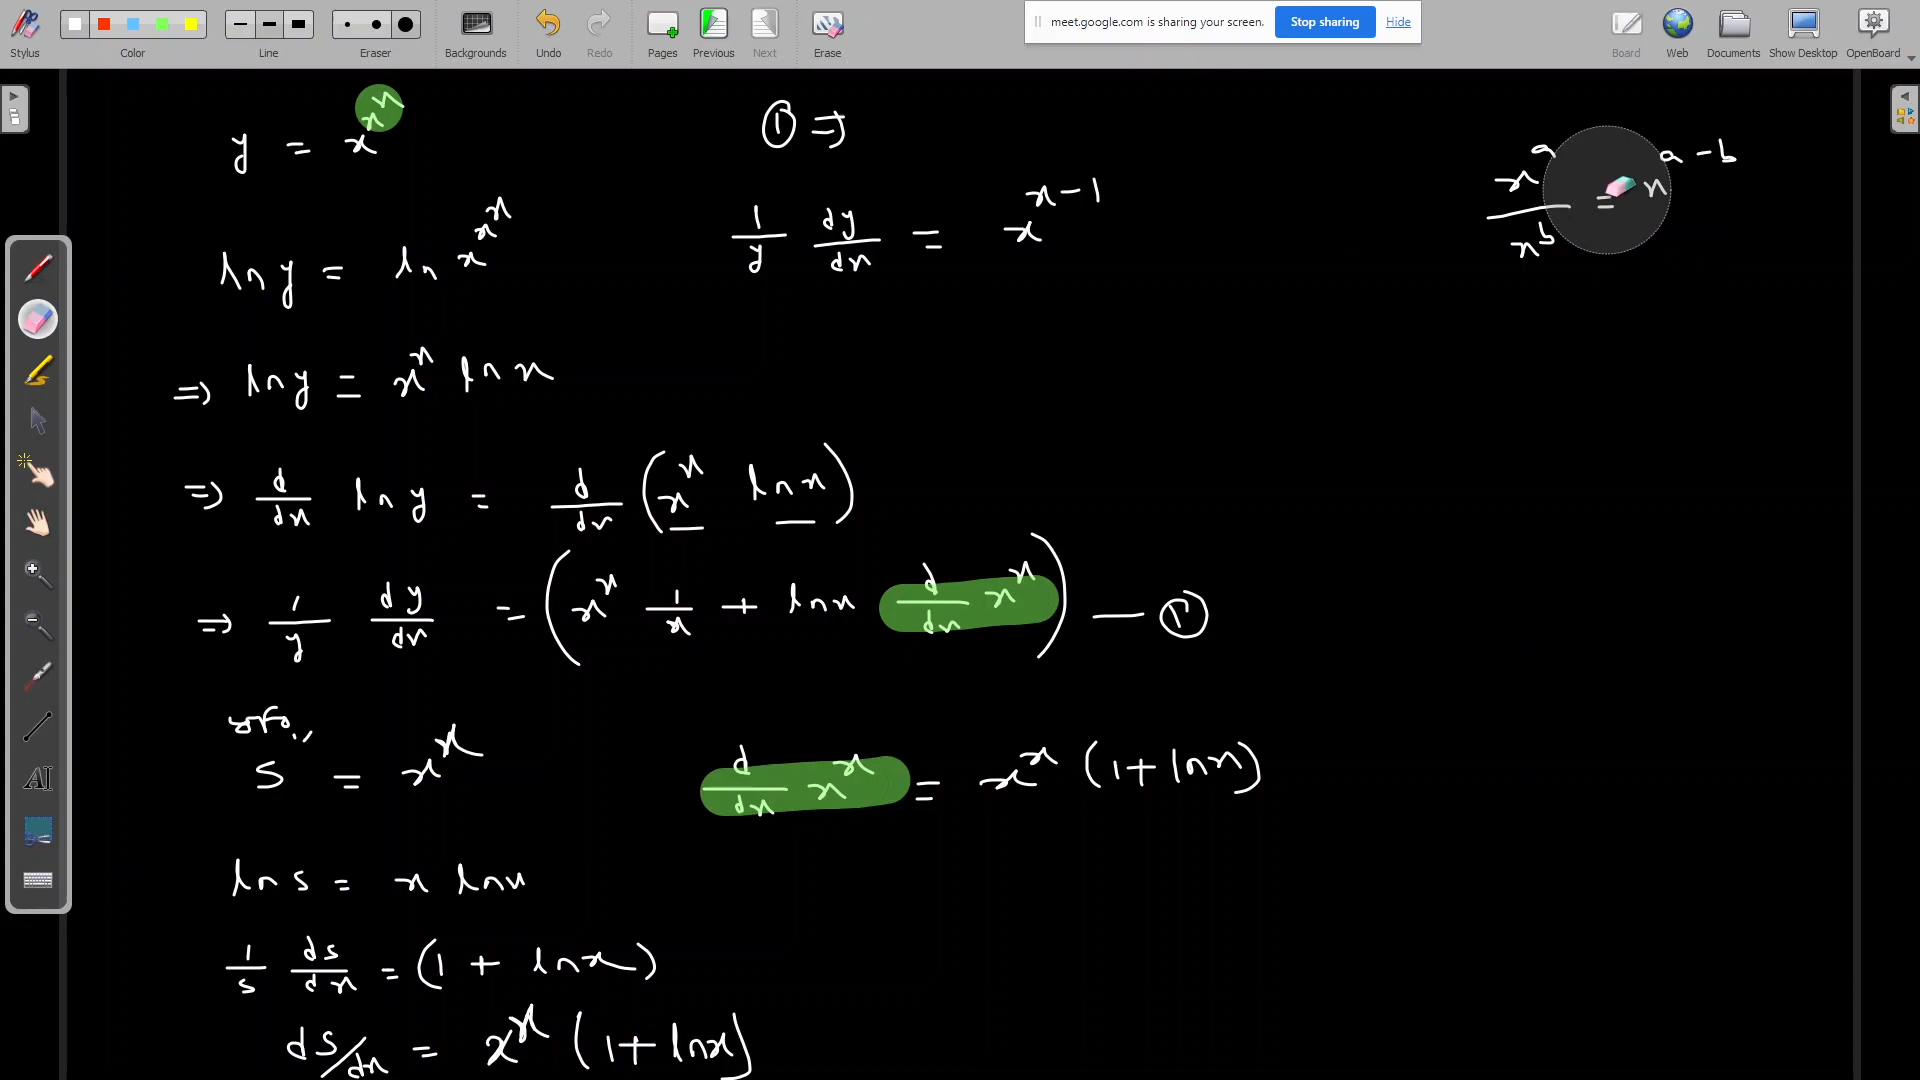 Stylus
Color
Line
Eraser
Backgrounds
Undo
Redo
Pages
Previous
Next
Erase
meet.google.com is sharing your screen.
Stop sharing
Hide
Board
Web
Documents
Show Desktop
OpenBoard
y = x^x^x
ln y = ln x^x^x
=> ln y = x^x ln x
=> d/dx ln y = d/dx (x^x ln x)
=> 1/y dy/dx = (x^x 1/x + ln x d/dx x^x) — ①
S = x^x
ln s = x ln x
1/s ds/dx = (1 + ln x)
ds/dx = x^x (1 + ln x)
d/dx x^x = x^x (1 + ln x)
① =>
1/y dy/dx = x^x-1
x^a/x^b = x^a-b
AI